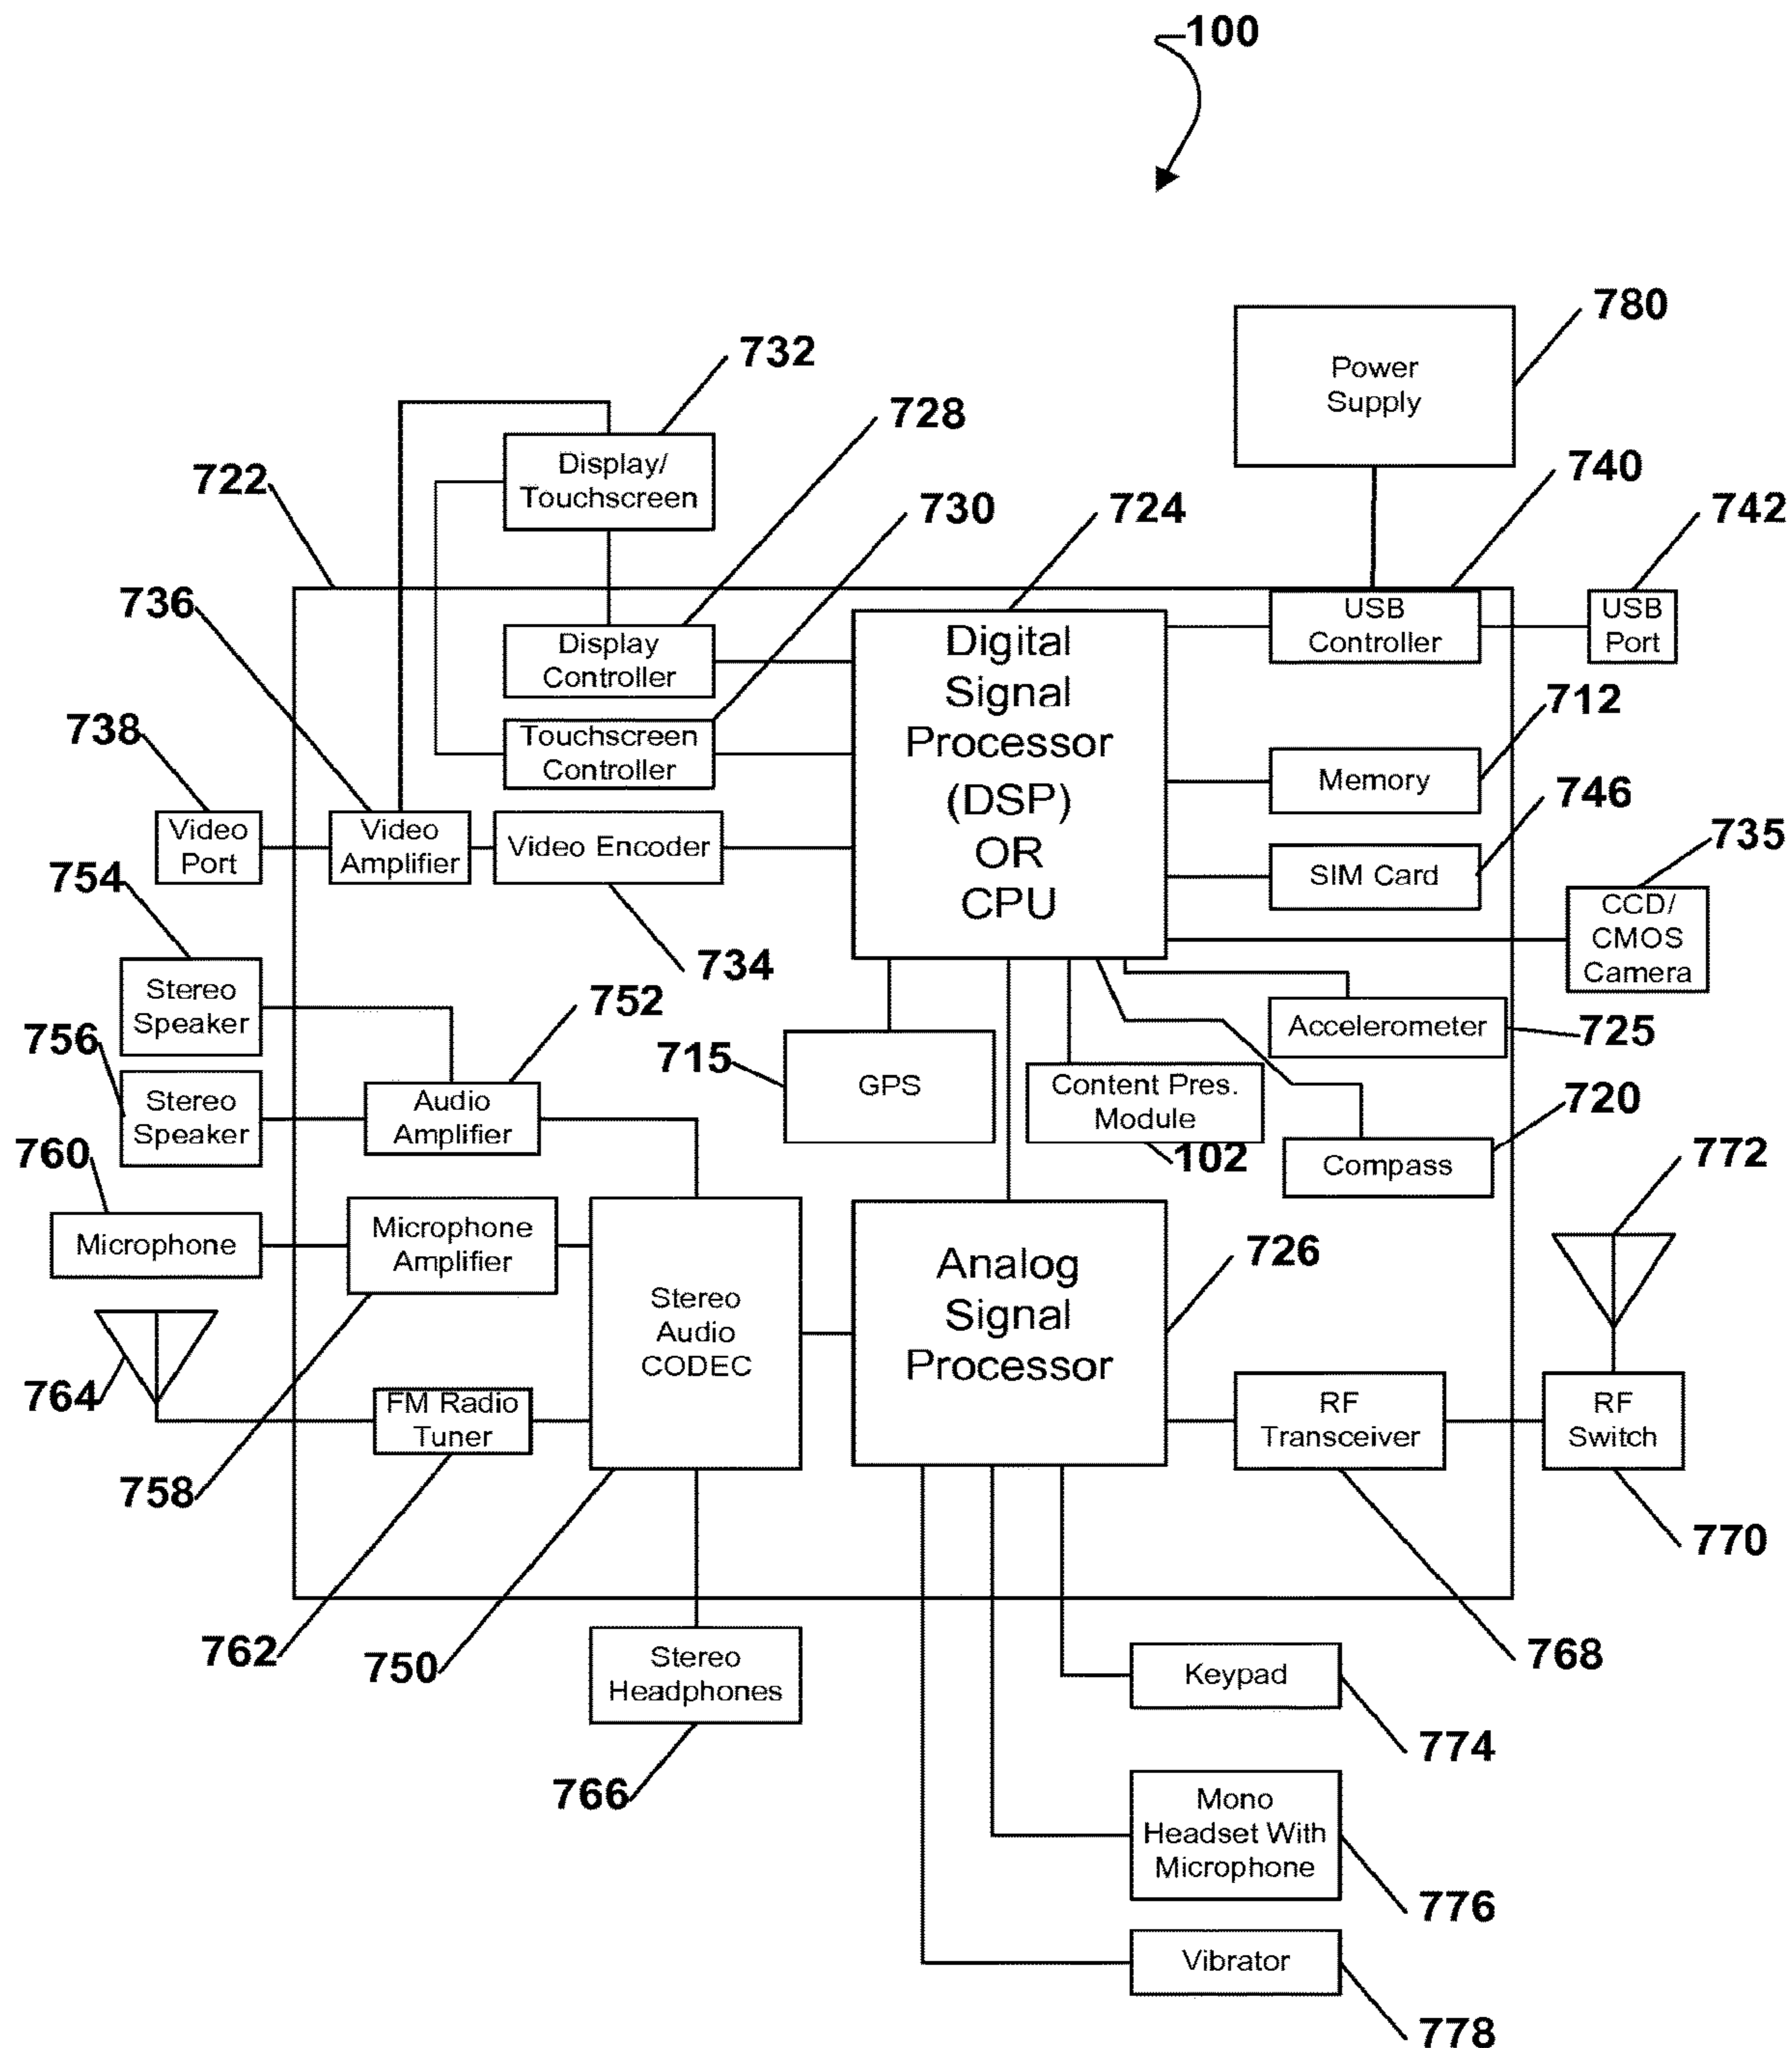 100
780
Power
Supply
732
728
722
Display/
Touchscreen
740
730
724
742
736
USB
Controller
USB
Port
Display
Controller
Digital
Signal
Processor
(DSP)
OR
CPU
712
738
Touchscreen
Controller
Memory
746
Video
Port
Video
Amplifier
Video Encoder
735
SIM Card
754
CCD/
CMOS
Camera
734
Stereo
Speaker
752
Accelerometer
725
756
715
GPS
Content Pres.
Module
102
720
Stereo
Speaker
Audio
Amplifier
760
Compass
772
Microphone
Microphone
Amplifier
726
Analog
Signal
Processor
Stereo
Audio
CODEC
764
FM Radio
Tuner
RF
Transceiver
RF
Switch
758
770
762
750
Stereo
Headphones
768
Keypad
774
766
Mono
Headset With
Microphone
776
Vibrator
778